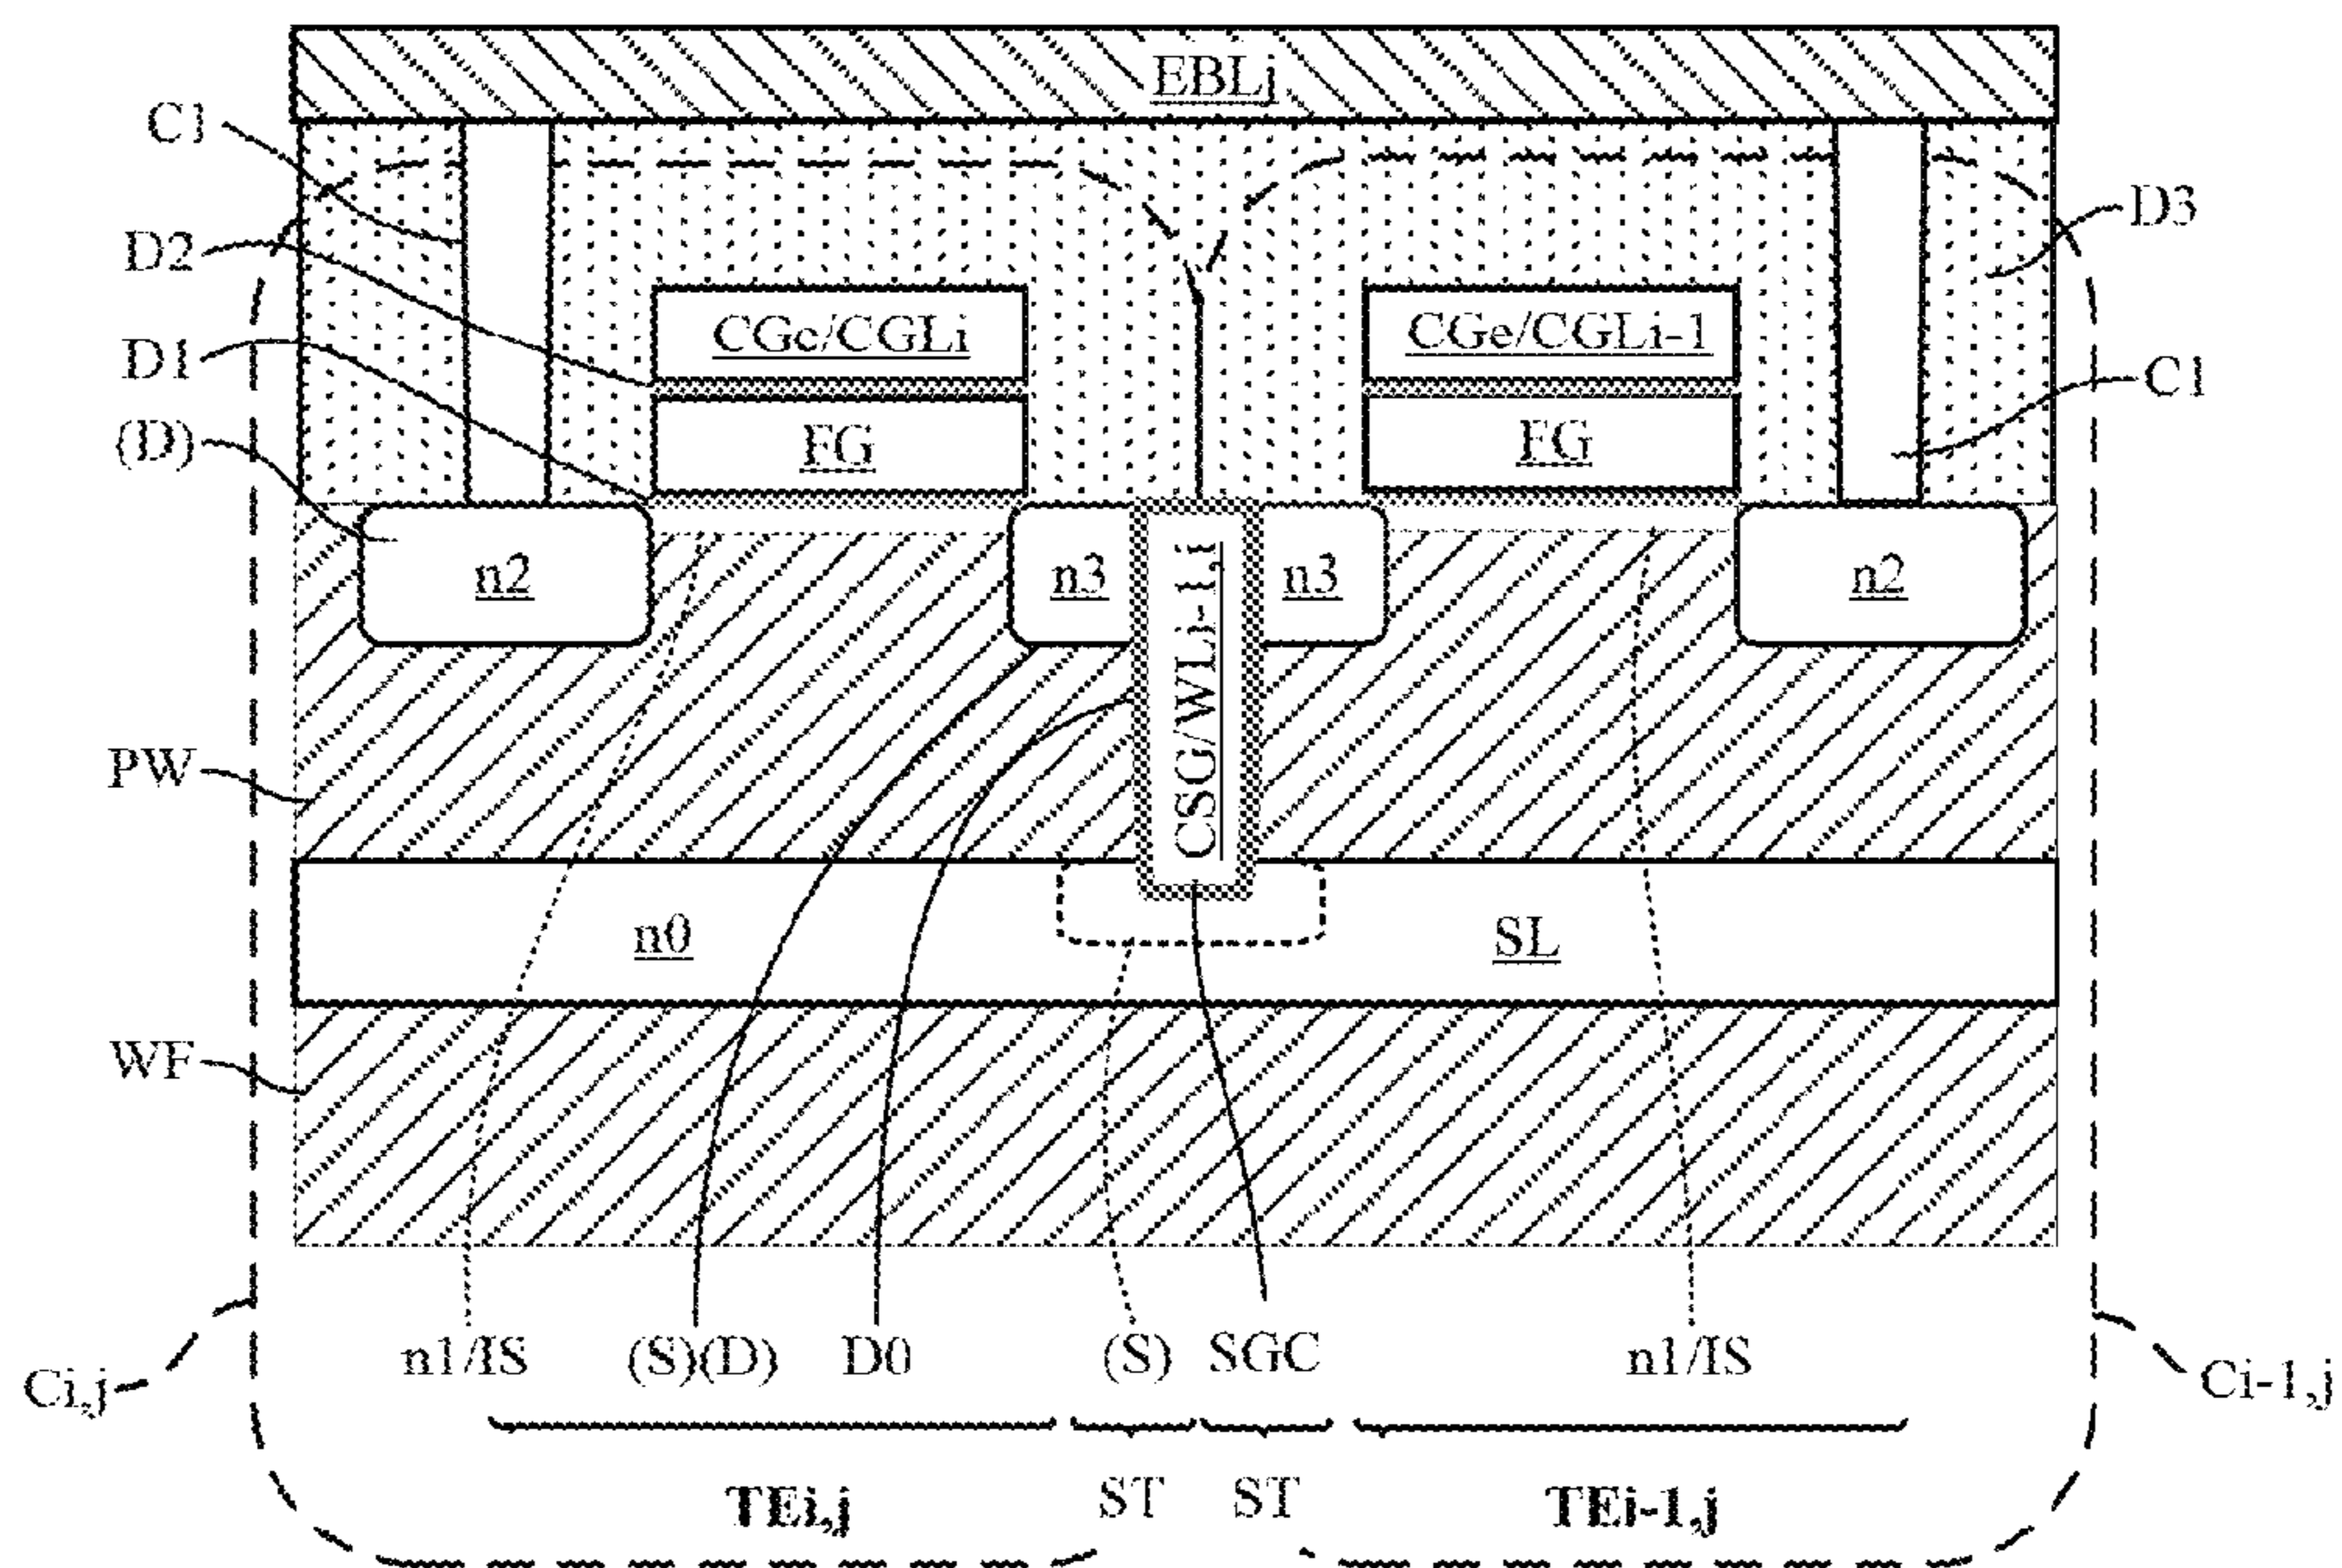 EBLj
C1
D2
D3
D1
CGe/CGLi
CGe/CGLi-1
C1
(D)
FG
FG
n2
n3
CSG/WLi-1,i
n3
n2
PW
n0
SL
WF
n1/IS
(S)(D)
D0
(S)
SGC
n1/IS
Ci,j
Ci-1,j
TEi,j
ST
ST
TEi-1,j